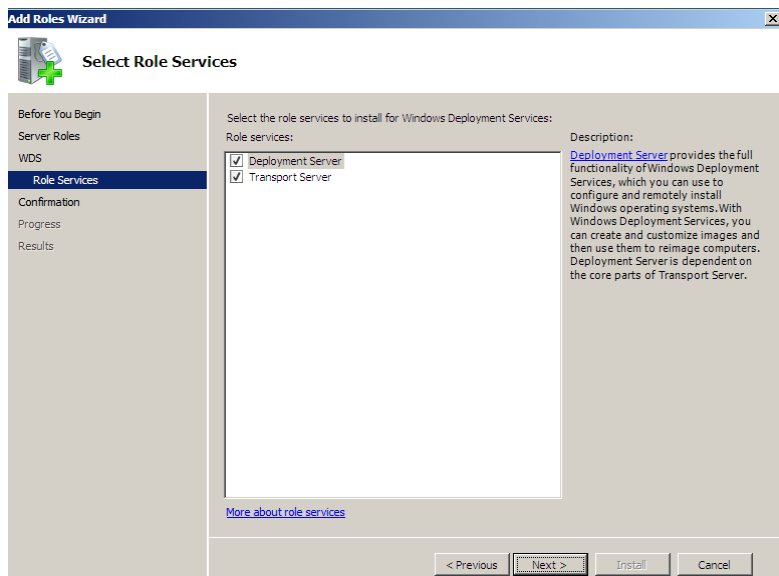 Add Roles Wizard
Select Role Services
Before You Begin
Server Roles
WDS
Role Services
Confirmation
Progress
Results
Select the role services to install for Windows Deployment Services:
Role services:
Deployment Server
Transport Server
More about role services
Description:
Deployment Server provides the full
functionality of Windows Deployment
Services, which you can use to
configure and remotely install
Windows operating systems. With
Windows Deployment Services, you
can create and customize images and
then use them to reimage computers.
Deployment Server is dependent on
the core parts of Transport Server.
< Previous
Next >
Install
Cancel